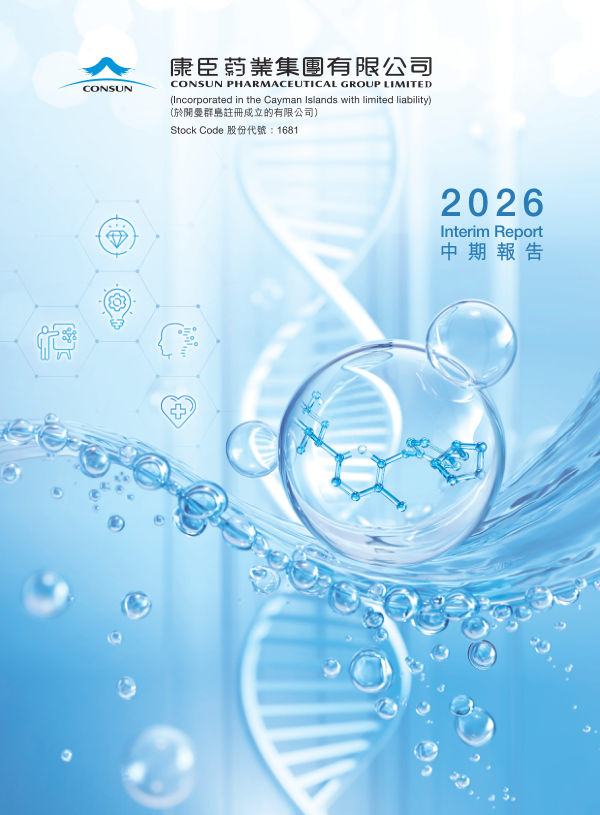 CONSUN
康臣葯業集團有限公司
CONSUN PHARMACEUTICAL GROUP LIMITED
(Incorporated in the Cayman Islands with limited liability)
(於開曼群島註冊成立的有限公司)
Stock Code 股份代號：1681
2026
Interim Report
中期報告